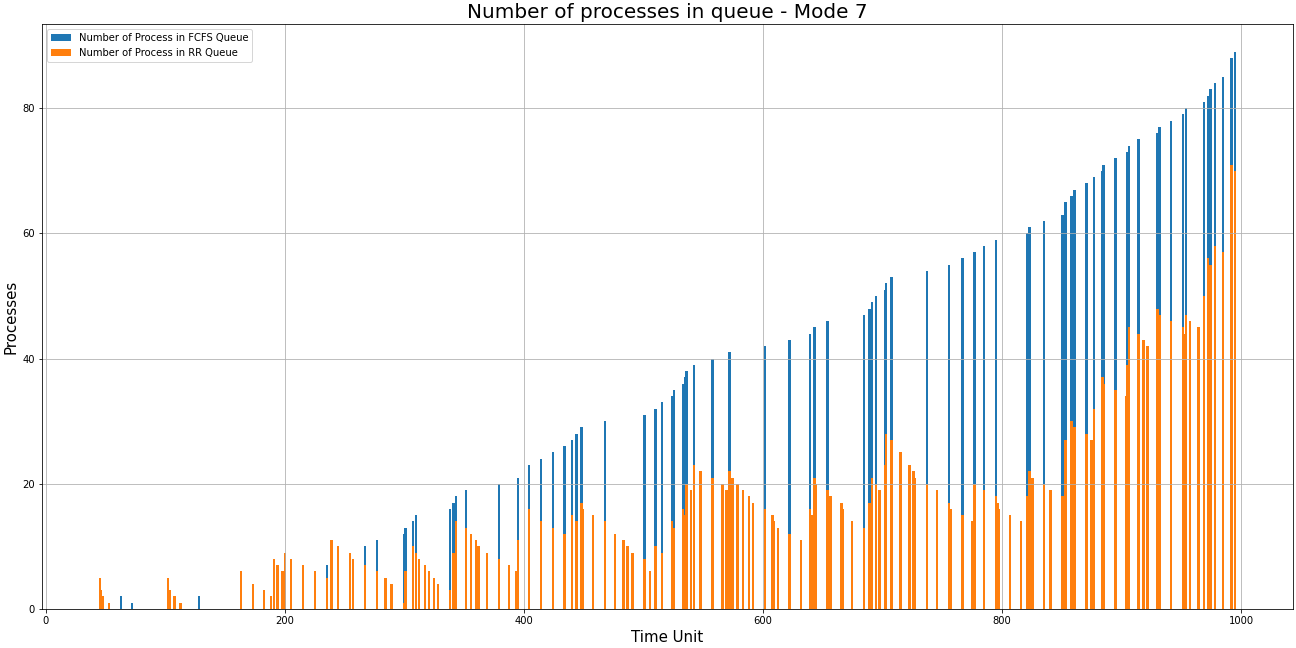 Number of processes in queue - Mode 7
Number of Process in FCFS Queue
Number of Process in RR Queue
Processes
80
60
40
20
0
0 200 400 600 800 1000
Time Unit